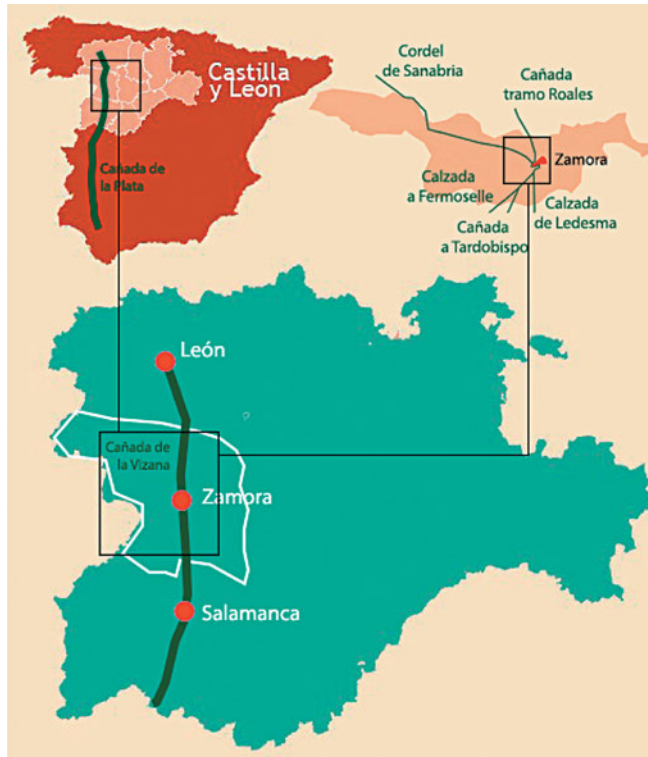 Castilla
y León
Cañada de
la Plata
Cordel
de Sanabria
Cañada
tramo Roales
Zamora
Calzada
a Fermoselle
Calzada
de Ledesma
Cañada
a Tardobispo
León
Cañada de
la Vizana
Zamora
Salamanca